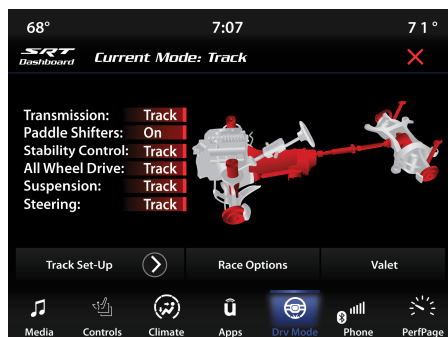 68° 7:07 71°
SRT Dashboard Current Mode: Track
Transmission: Track
Paddle Shifters: On
Stability Control: Track
All Wheel Drive: Track
Suspension: Track
Steering: Track
Track Set-Up Race Options Valet
Media Controls Climate û Apps Drv Mode Phone PerfPage